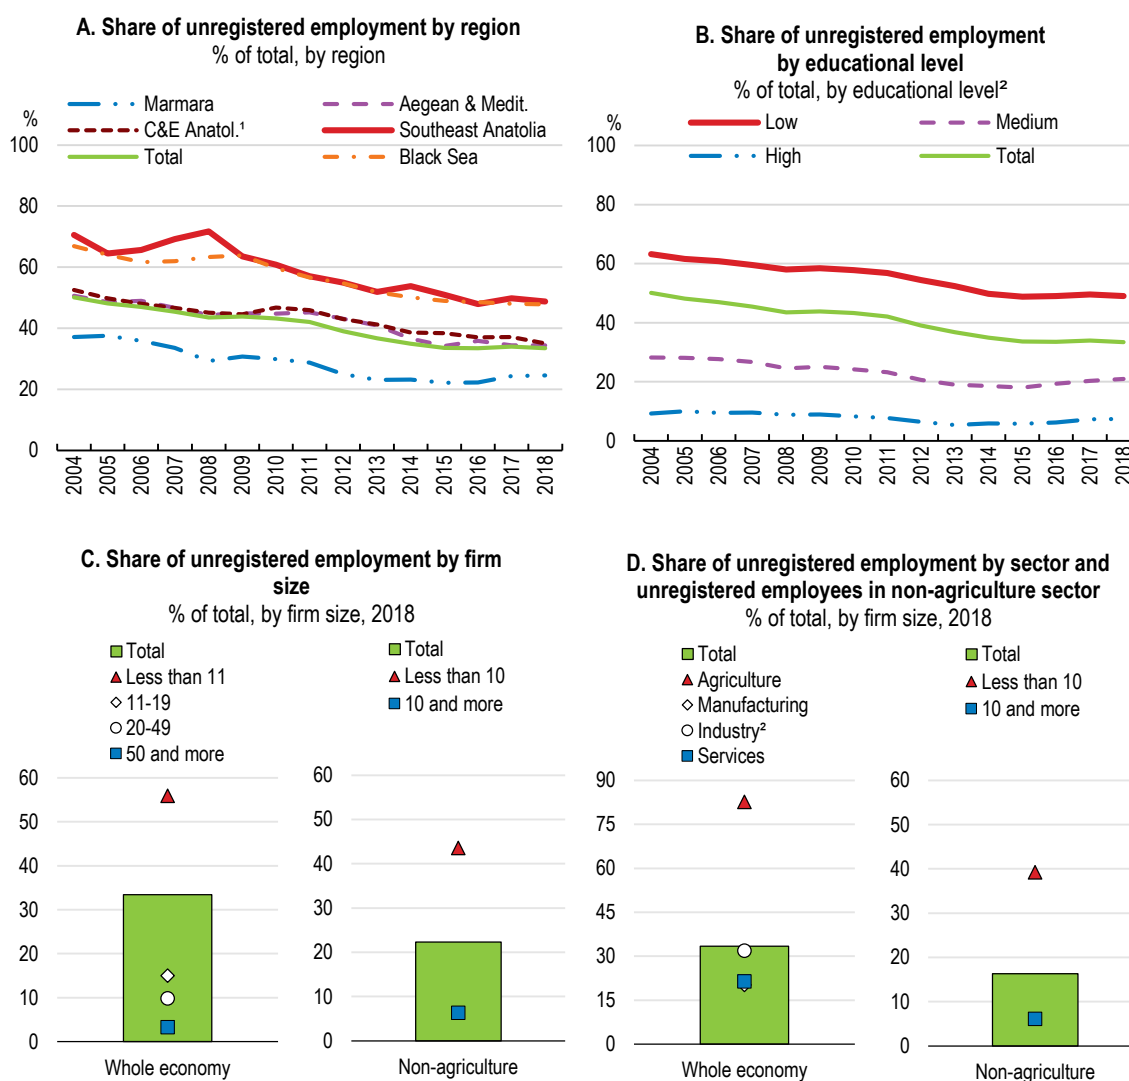 A. Share of unregistered employment by region
% of total, by region
%
Marmara
Aegean & Medit.
C&E Anatol.¹
Southeast Anatolia
Total
Black Sea
100
80
60
40
20
0
2004
2005
2006
2007
2008
2009
2010
2011
2012
2013
2014
2015
2016
2017
2018
B. Share of unregistered employment
by educational level
% of total, by educational level²
%
Low
Medium
High
Total
100
80
60
40
20
0
2004
2005
2006
2007
2008
2009
2010
2011
2012
2013
2014
2015
2016
2017
2018
C. Share of unregistered employment by firm
size
% of total, by firm size, 2018
Total
Less than 11
11-19
20-49
50 and more
60
50
40
30
20
10
0
Whole economy
Total
Less than 10
10 and more
60
50
40
30
20
10
0
Non-agriculture
D. Share of unregistered employment by sector and
unregistered employees in non-agriculture sector
% of total, by firm size, 2018
Total
Agriculture
Manufacturing
Industry²
Services
90
75
60
45
30
15
0
Whole economy
Total
Less than 10
10 and more
60
50
40
30
20
10
0
Non-agriculture